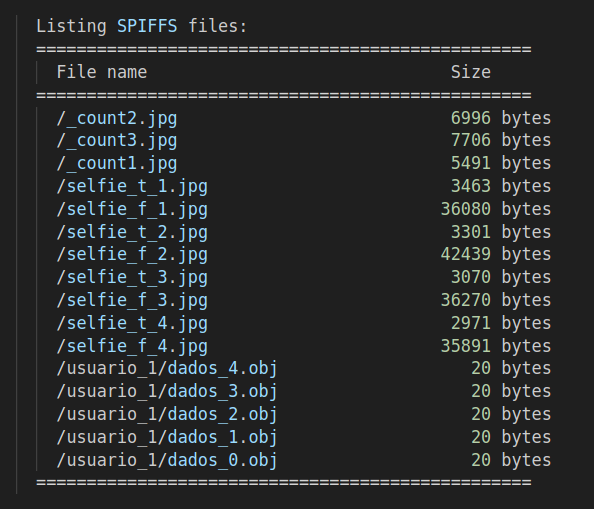 Listing SPIFFS files:
=================================================
File name Size
=================================================
/_count2.jpg 6996 bytes
/_count3.jpg 7706 bytes
/_count1.jpg 5491 bytes
/selfie_t_1.jpg 3463 bytes
/selfie_f_1.jpg 36080 bytes
/selfie_t_2.jpg 3301 bytes
/selfie_f_2.jpg 42439 bytes
/selfie_t_3.jpg 3070 bytes
/selfie_f_3.jpg 36270 bytes
/selfie_t_4.jpg 2971 bytes
/selfie_f_4.jpg 35891 bytes
/usuario_1/dados_4.obj 20 bytes
/usuario_1/dados_3.obj 20 bytes
/usuario_1/dados_2.obj 20 bytes
/usuario_1/dados_1.obj 20 bytes
/usuario_1/dados_0.obj 20 bytes
=================================================